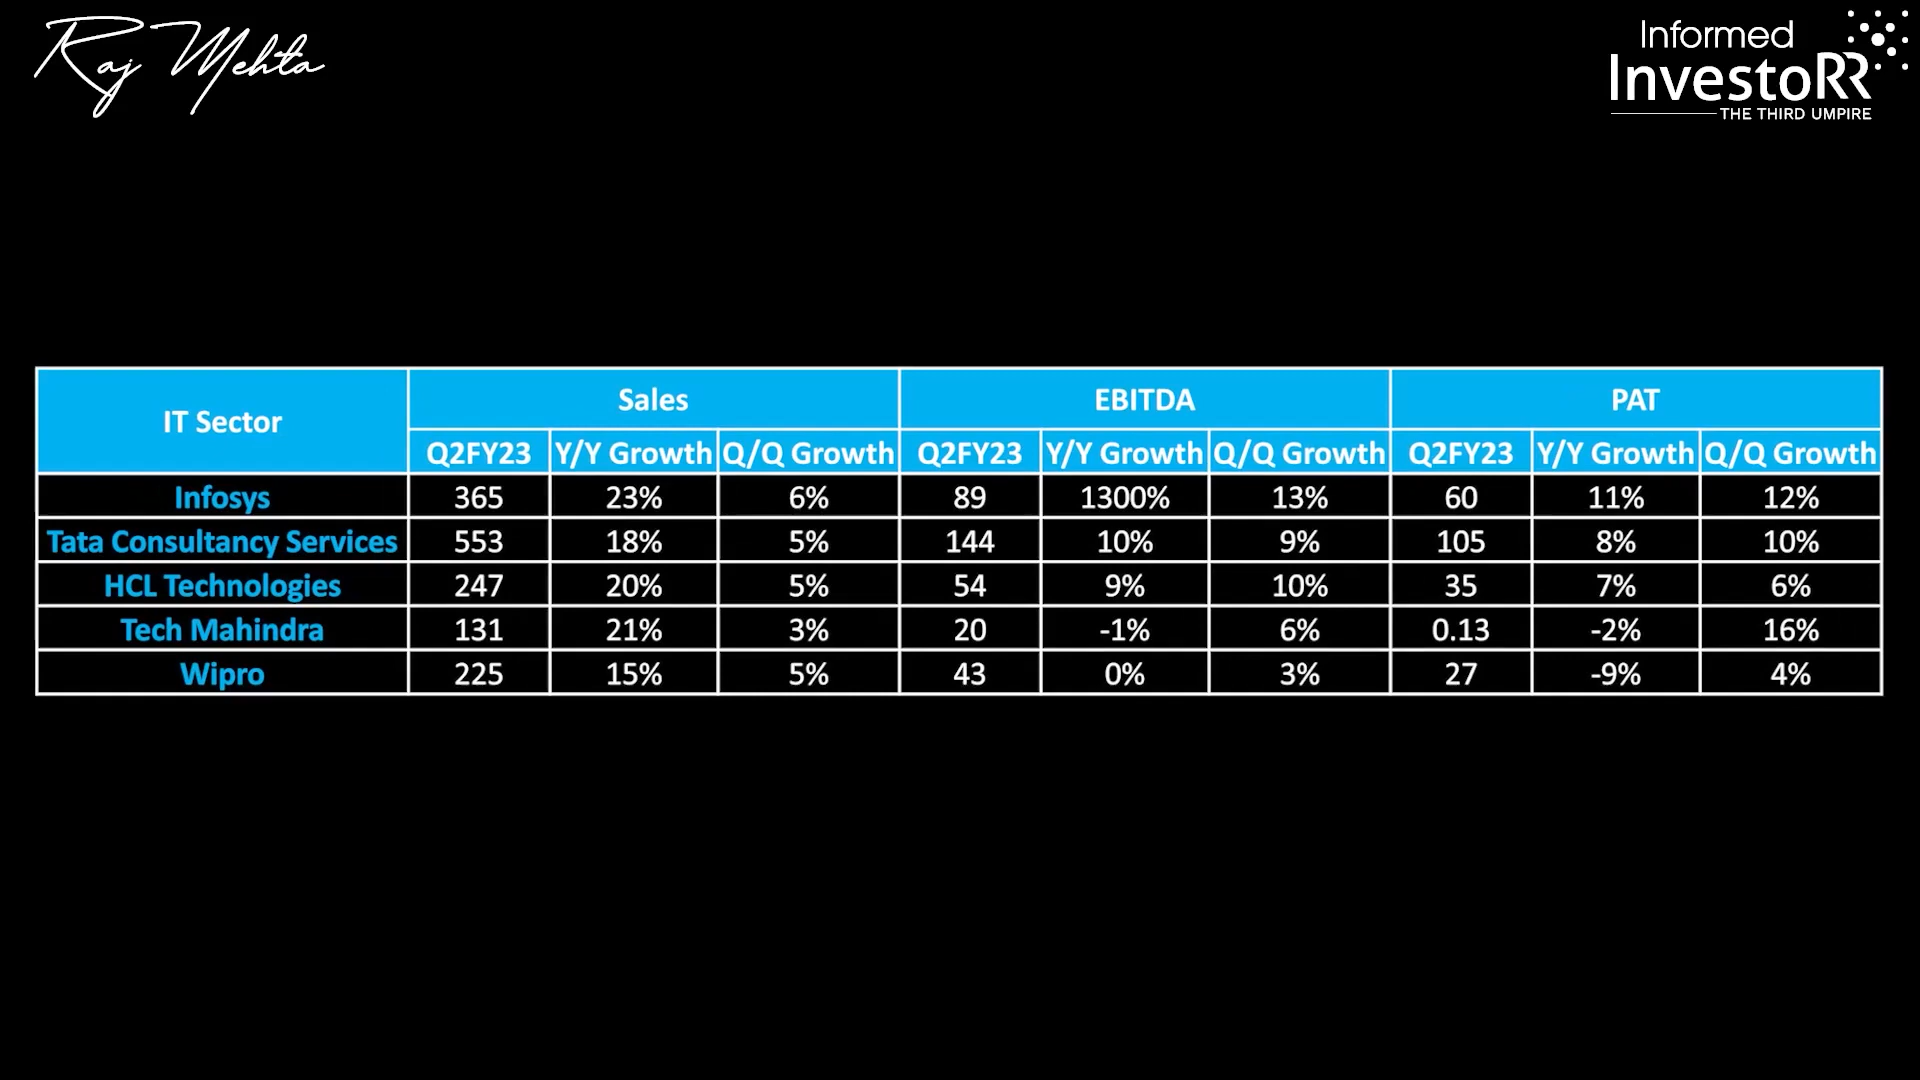 Raj Mehta
Informed
InvestoRR
THE THIRD UMPIRE
IT Sector Sales EBITDA PAT
Q2FY23 Y/Y Growth Q/Q Growth Q2FY23 Y/Y Growth Q/Q Growth Q2FY23 Y/Y Growth Q/Q Growth
Infosys 365 23% 6% 89 1300% 13% 60 11% 12%
Tata Consultancy Services 553 18% 5% 144 10% 9% 105 8% 10%
HCL Technologies 247 20% 5% 54 9% 10% 35 7% 6%
Tech Mahindra 131 21% 3% 20 -1% 6% 0.13 -2% 16%
Wipro 225 15% 5% 43 0% 3% 27 -9% 4%